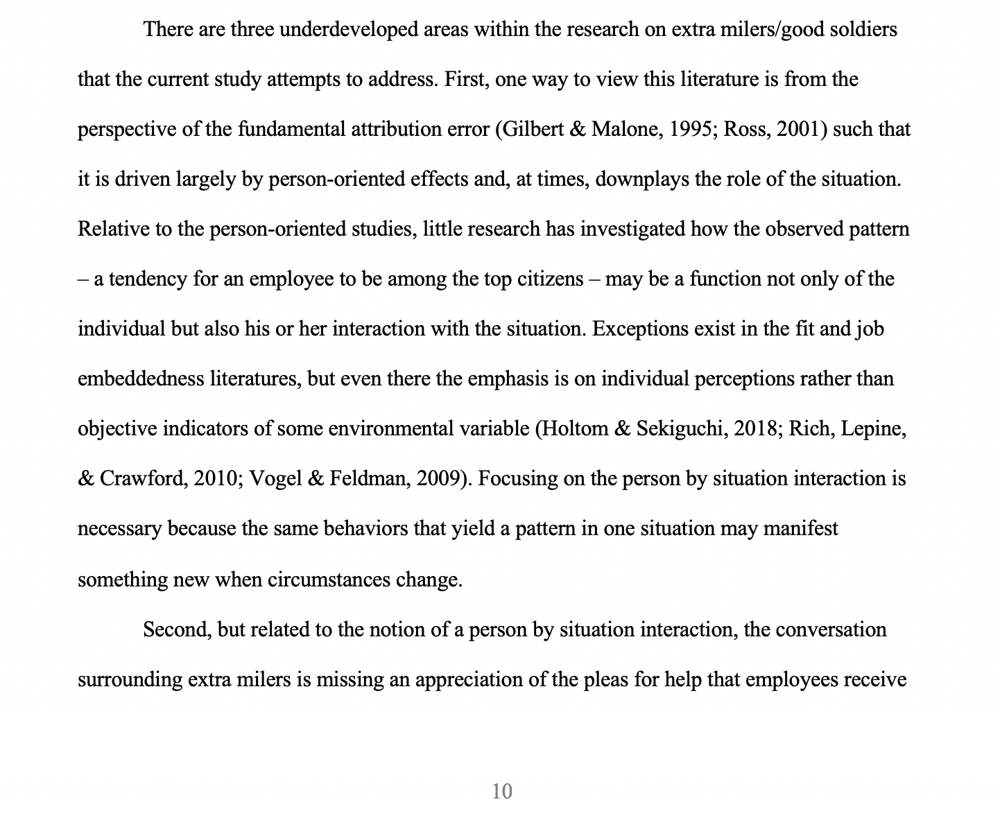 There are three underdeveloped areas within the research on extra milers/good soldiers
that the current study attempts to address. First, one way to view this literature is from the
perspective of the fundamental attribution error (Gilbert & Malone, 1995; Ross, 2001) such that
it is driven largely by person-oriented effects and, at times, downplays the role of the situation.
Relative to the person-oriented studies, little research has investigated how the observed pattern
– a tendency for an employee to be among the top citizens – may be a function not only of the
individual but also his or her interaction with the situation. Exceptions exist in the fit and job
embeddedness literatures, but even there the emphasis is on individual perceptions rather than
objective indicators of some environmental variable (Holtom & Sekiguchi, 2018; Rich, Lepine,
& Crawford, 2010; Vogel & Feldman, 2009). Focusing on the person by situation interaction is
necessary because the same behaviors that yield a pattern in one situation may manifest
something new when circumstances change.
Second, but related to the notion of a person by situation interaction, the conversation
surrounding extra milers is missing an appreciation of the pleas for help that employees receive
10